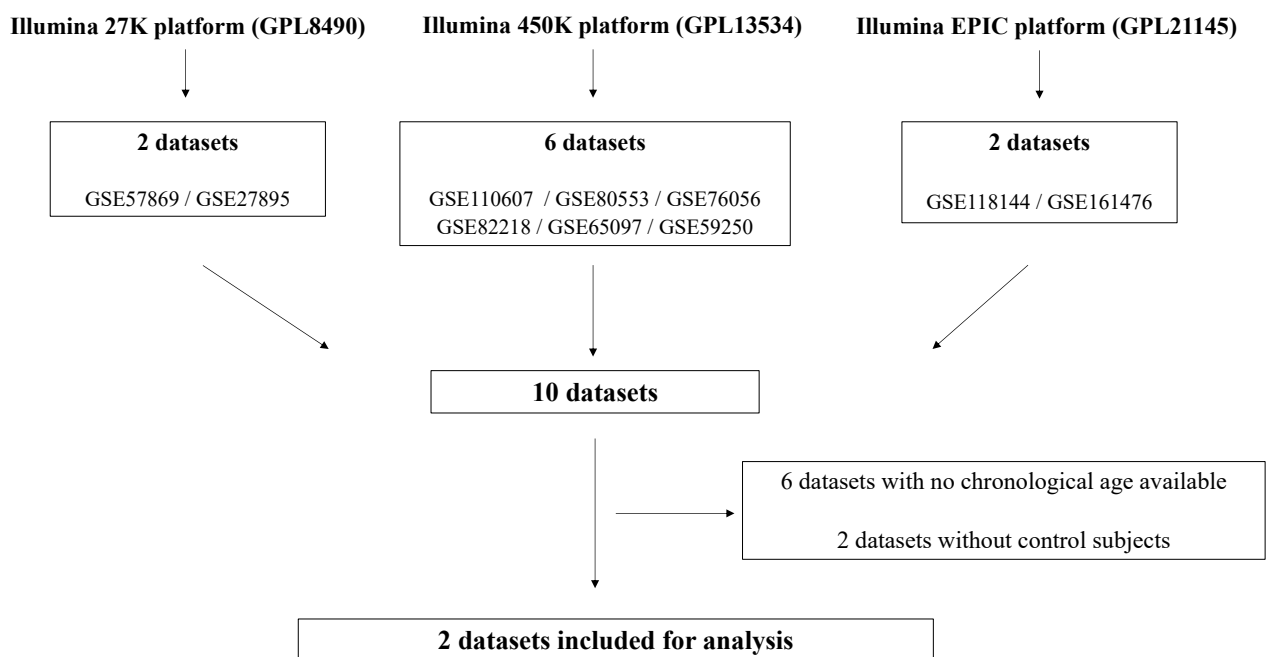 Illumina 27K platform (GPL8490)
Illumina 450K platform (GPL13534)
Illumina EPIC platform (GPL21145)
2 datasets
GSE57869 / GSE27895
6 datasets
GSE110607 / GSE80553 / GSE76056
GSE82218 / GSE65097 / GSE59250
2 datasets
GSE118144 / GSE161476
10 datasets
6 datasets with no chronological age available
2 datasets without control subjects
2 datasets included for analysis